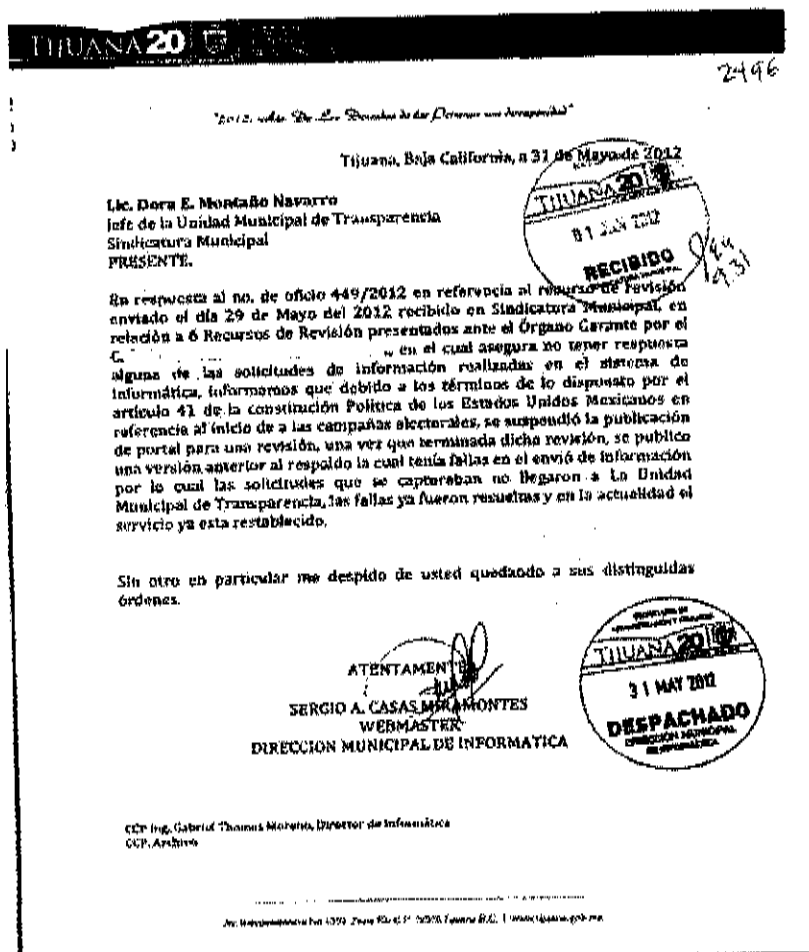 TIJUANA 20
2496
Tijuana, Baja California, a 31 de Mayo de 2012
Lic. Dora E. Montaño Navarro
Jefe de la Unidad Municipal de Transparencia
Sindicatura Municipal
PRESENTE.
TIJUANA 20
01 JUN 2012
RECIBIDO
En respuesta al no. de oficio 449/2012 en referencia al recurso de revisión
enviado el día 29 de Mayo del 2012 recibido en Sindicatura Municipal, en
relación a 6 Recursos de Revisión presentados ante el Órgano Garante por el
C. en el cual asegura no tener respuesta
alguna de las solicitudes de información realizadas en el sistema de
informática, informamos que debido a los términos de lo dispuesto por el
artículo 41 de la constitución Política de los Estados Unidos Mexicanos en
referencia al inicio de a las campañas electorales, se suspendió la publicación
de portal para una revisión, una vez que terminada dicha revisión, se publico
una versión anterior al respaldo la cual tenía fallas en el envió de información
por lo cual las solicitudes que se capturaban no llegaron a La Unidad
Municipal de Transparencia, las fallas ya fueron resueltas y en la actualidad el
servicio ya esta restablecido.
Sin otro en particular me despido de usted quedando a sus distinguidas
órdenes.
ATENTAMENTE
SERGIO A. CASAS MIRAMONTES
WEBMASTER
DIRECCION MUNICIPAL DE INFORMATICA
TIJUANA 20
31 MAY 2012
DESPACHADO
DIRECCIÓN MUNICIPAL
DE INFORMATICA
CCP Ing. Gabriel Thomas Moreno, Director de Informática
CCP. Archivo